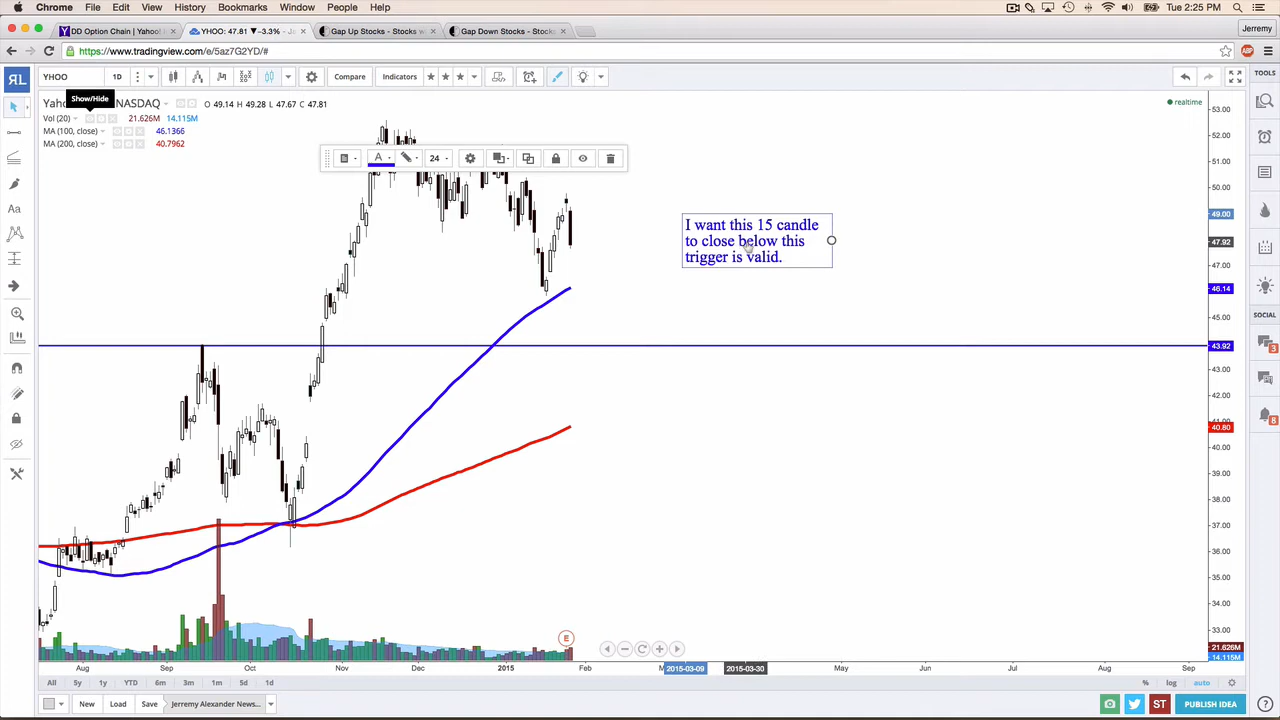 Chrome File Edit View History Bookmarks Window People Help Tue 2:25 PM
DD Option Chain | Yahoo! YHOO: 47.81 ▼−3.3% - Gap Up Stocks - Stocks w Gap Down Stocks - Stocks Jerremy
https://www.tradingview.com/e/5az7G2YD/#
YHOO 1D Compare Indicators
TOOLS
Show/Hide
NASDAQ O 49.14 H 49.28 L 47.67 C 47.81
realtime
Vol (20) 21.626M 14.115M
MA (100, close) 46.1366
MA (200, close) 40.7962
24
I want this 15 candle
to close below this
trigger is valid.
53.00
52.00
51.00
50.00
49.00
47.92
47.00
46.14
45.00
43.92
43.00
42.00
40.80
40.00
39.00
38.00
37.00
36.00
35.00
34.00
33.00
21.626M
14.115M
SOCIAL
3
8
E
Aug Sep Oct Nov Dec 2015 Feb 2015-03-09 2015-03-30 May Jun Jul Aug Sep
All 5y 1y YTD 6m 3m 1m 5d 1d % log auto
New Load Save Jerremy Alexander News... ST PUBLISH IDEA